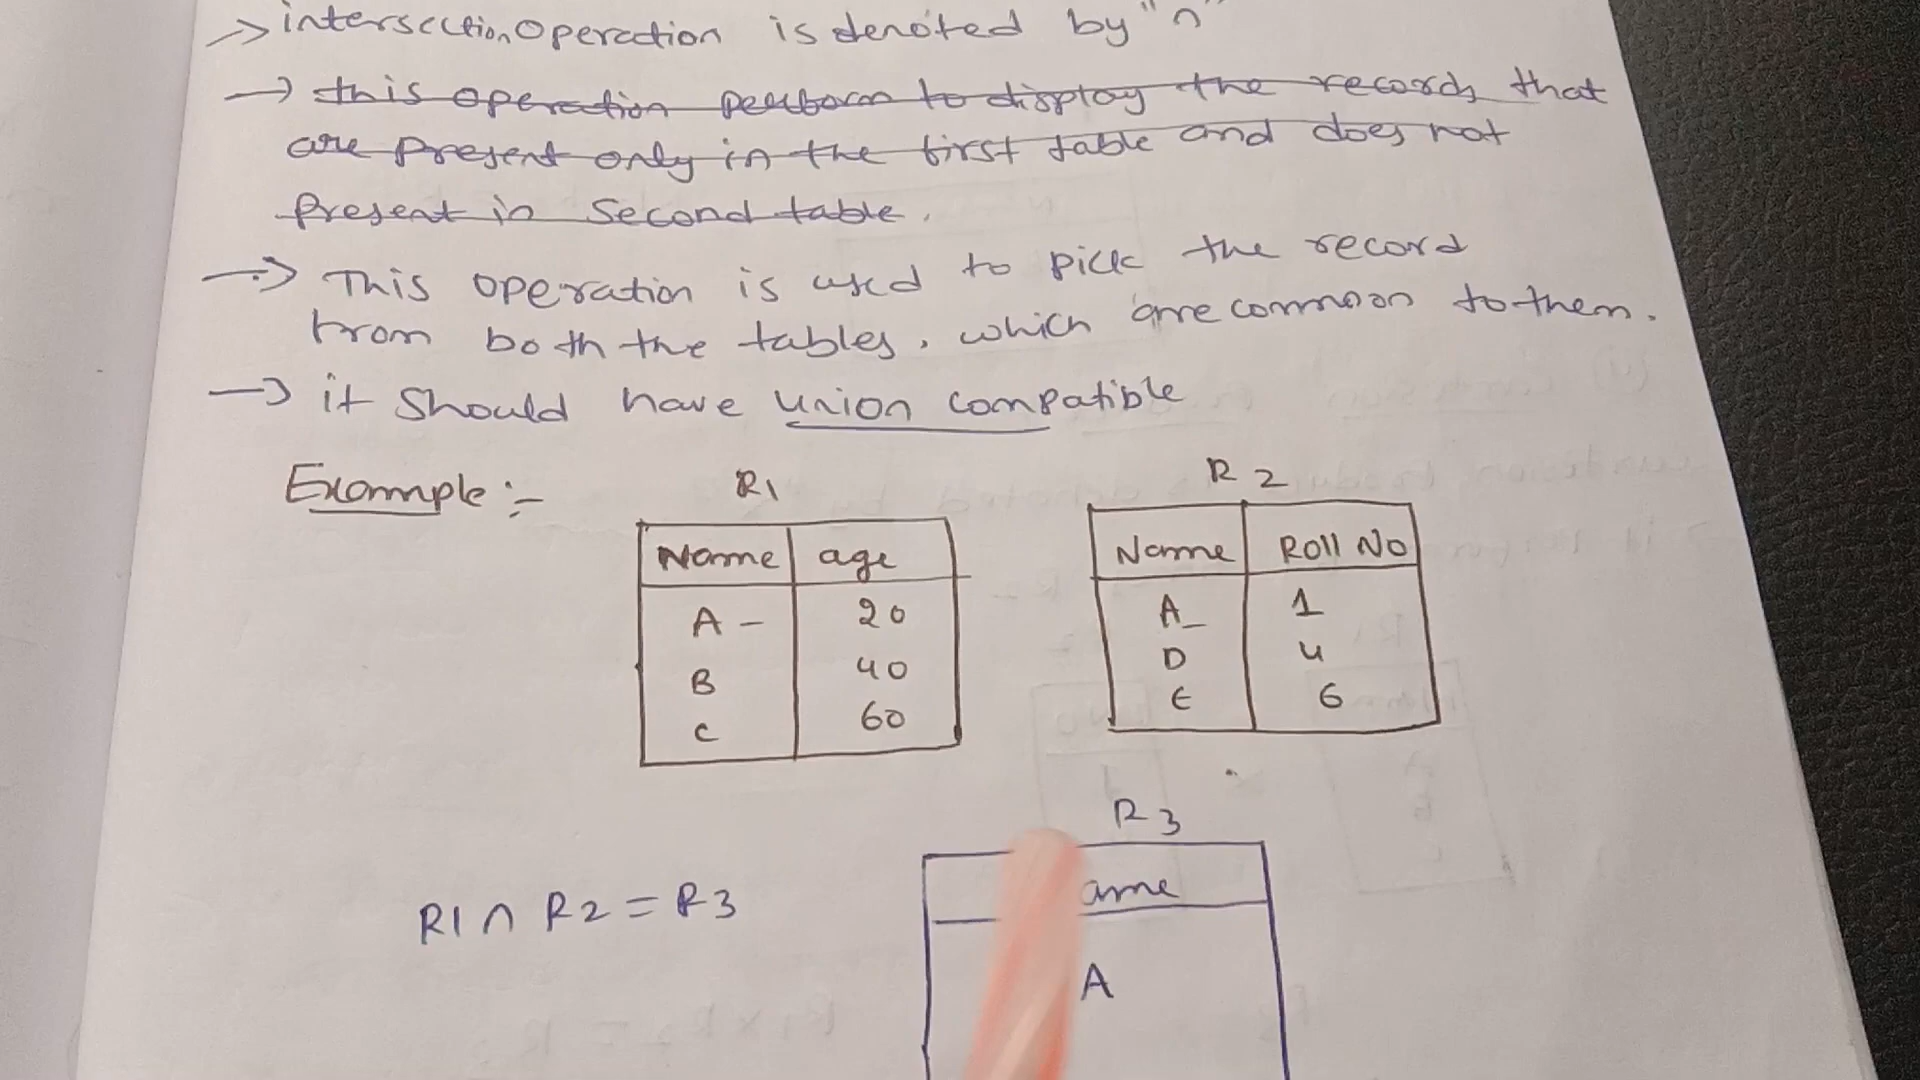 intersection Operation is denoted by "∩"
→ this operation perform to display the records that
are present only in the first table and does not
Present in Second table.
→ This operation is used to pick the record
from both the tables, which are common to them.
→ it Should have union compatible
Example :-
R1
R2
Name age
A - 20
B 40
C 60
Name Roll No
A - 1
D 4
E 6
R3
R1 ∩ R2 = R3
ame
A